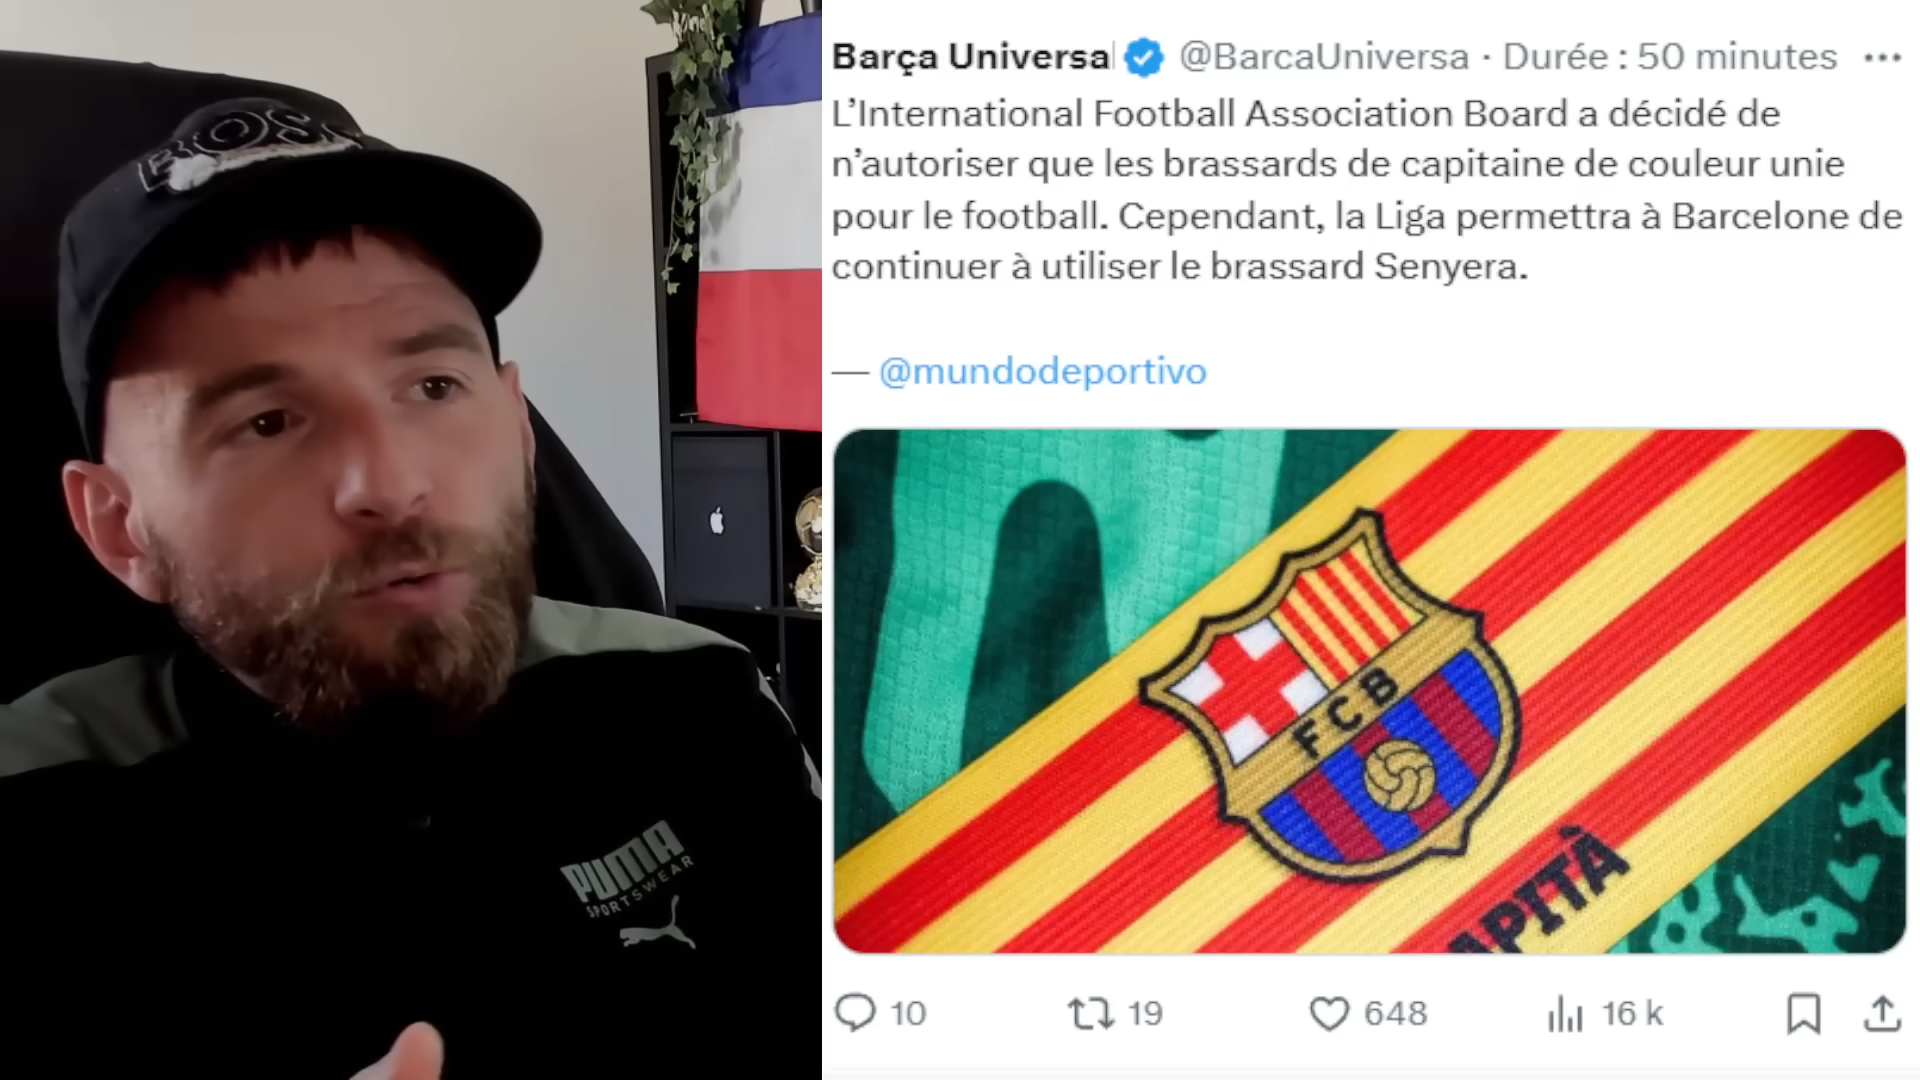 BOSS
PUMA
SPORTSWEAR
Barça Universal @BarcaUniversa · Durée : 50 minutes
L’International Football Association Board a décidé de
n’autoriser que les brassards de capitaine de couleur unie
pour le football. Cependant, la Liga permettra à Barcelone de
continuer à utiliser le brassard Senyera.
— @mundodeportivo
FCB
APITÀ
10 19 648 16 k